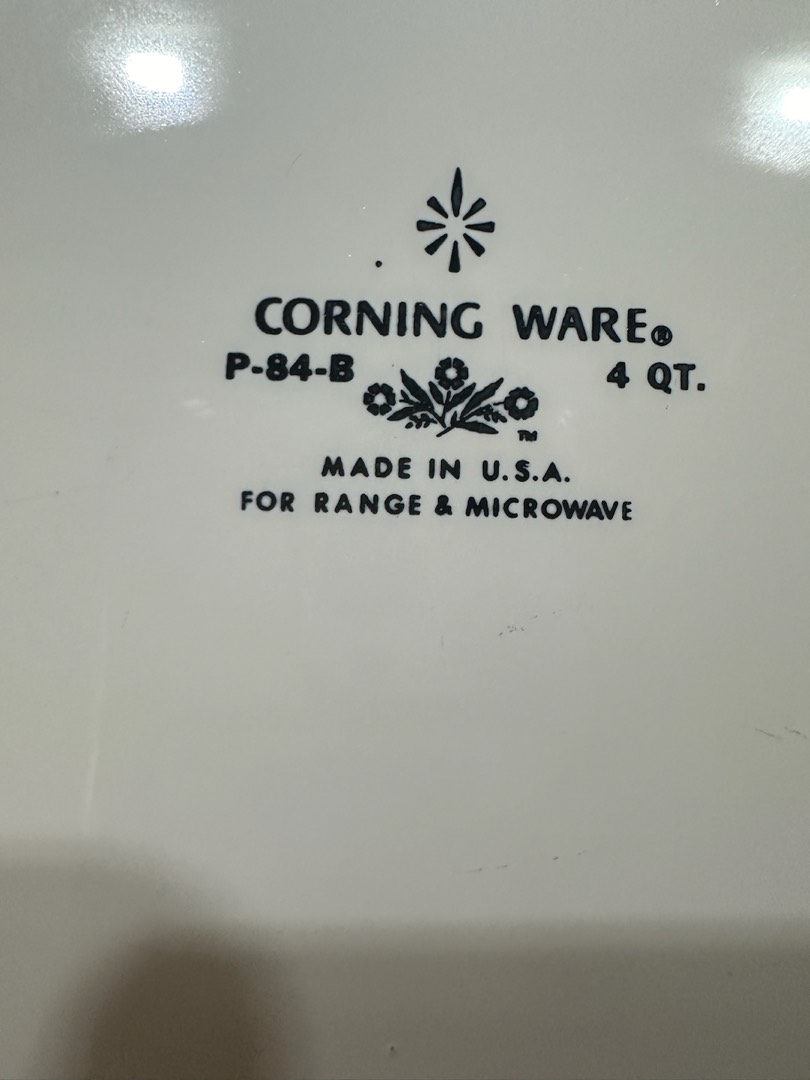 CORNING WARE®
P-84-B 4 QT.
TM
MADE IN U.S.A.
FOR RANGE & MICROWAVE